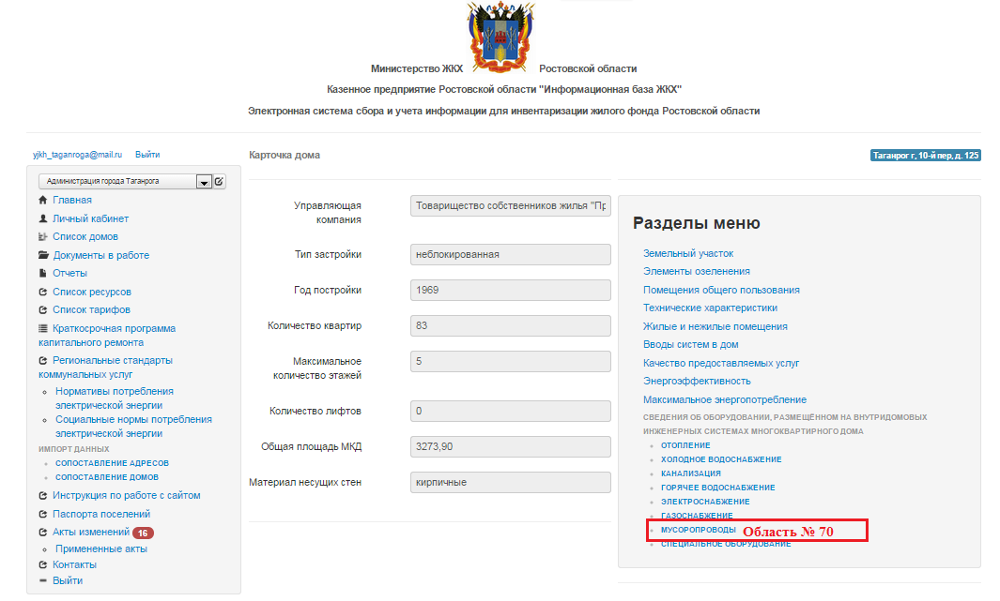 Министерство ЖКХ Ростовской области
Казенное предприятие Ростовской области "Информационная база ЖКХ"
Электронная система сбора и учета информации для инвентаризации жилого фонда Ростовской области
yjkh_taganroga@mail.ru Выйти
Администрация города Таганрога
Главная
Личный кабинет
Список домов
Документы в работе
Отчеты
Список ресурсов
Список тарифов
Краткосрочная программа
капитального ремонта
Региональные стандарты
коммунальных услуг
Нормативы потребления
электрической энергии
Социальные нормы потребления
электрической энергии
ИМПОРТ ДАННЫХ
СОПОСТАВЛЕНИЕ АДРЕСОВ
СОПОСТАВЛЕНИЕ ДОМОВ
Инструкция по работе с сайтом
Паспорта поселений
Акты изменений 16
Примененные акты
Контакты
Выйти
Карточка дома
Таганрог г, 10-й пер, д. 125
Управляющая
компания
Товарищество собственников жилья "Пр
Тип застройки неблокированная
Год постройки 1969
Количество квартир 83
Максимальное
количество этажей
5
Количество лифтов 0
Общая площадь МКД 3273,90
Материал несущих стен кирпичные
Разделы меню
Земельный участок
Элементы озеленения
Помещения общего пользования
Технические характеристики
Жилые и нежилые помещения
Вводы систем в дом
Качество предоставляемых услуг
Энергоэффективность
Максимальное энергопотребление
СВЕДЕНИЯ ОБ ОБОРУДОВАНИИ, РАЗМЕЩЁННОМ НА ВНУТРИДОМОВЫХ
ИНЖЕНЕРНЫХ СИСТЕМАХ МНОГОКВАРТИРНОГО ДОМА
ОТОПЛЕНИЕ
ХОЛОДНОЕ ВОДОСНАБЖЕНИЕ
КАНАЛИЗАЦИЯ
ГОРЯЧЕЕ ВОДОСНАБЖЕНИЕ
ЭЛЕКТРОСНАБЖЕНИЕ
ГАЗОСНАБЖЕНИЕ
МУСОРОПРОВОДЫ Область № 70
СПЕЦИАЛЬНОЕ ОБОРУДОВАНИЕ